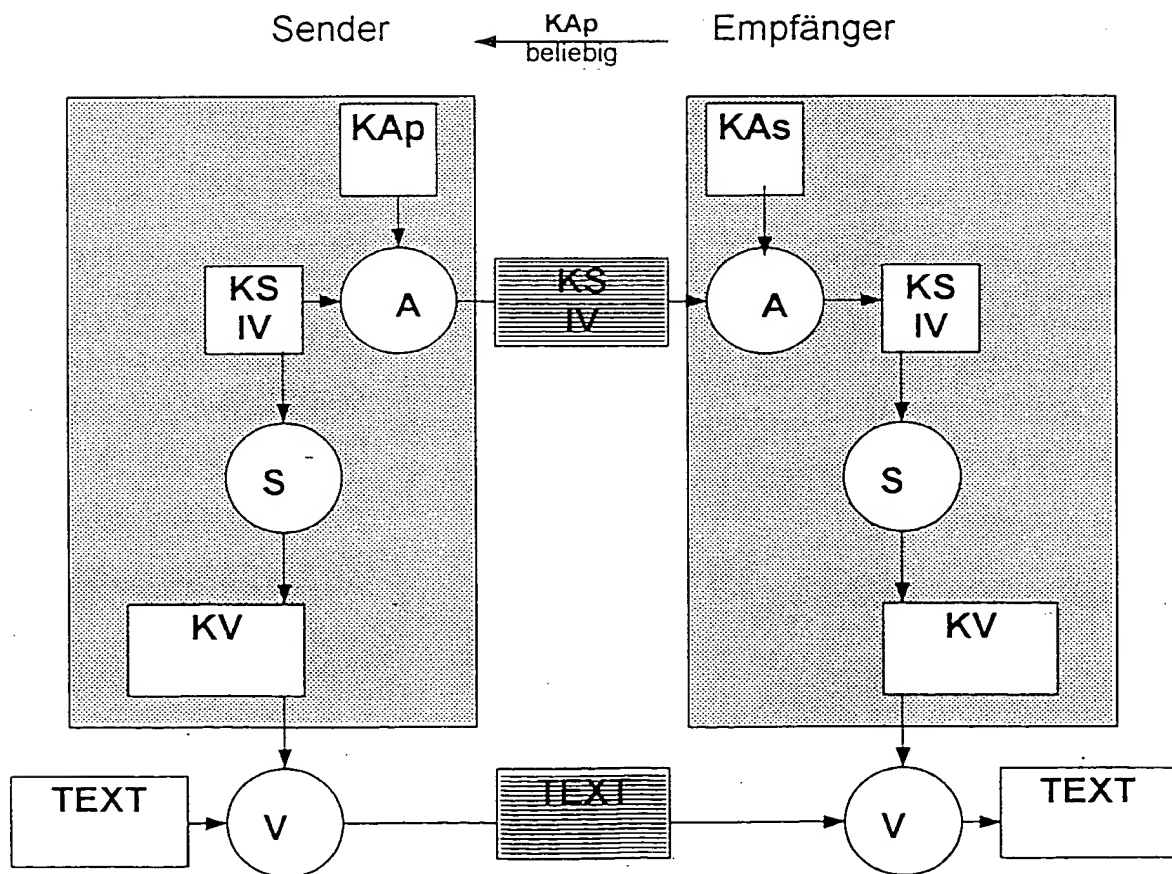 Sender
KAp
beliebig
Empfänger
KAp
KAs
KS
IV
A
KS
IV
A
KS
IV
S
S
KV
KV
TEXT
V
TEXT
V
TEXT